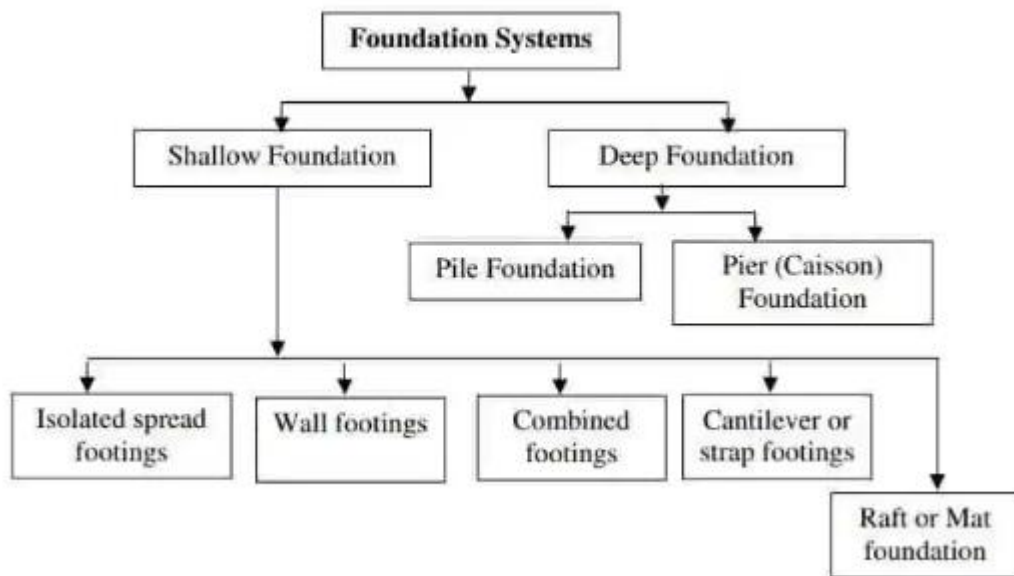 Foundation Systems
Shallow Foundation
Deep Foundation
Pile Foundation
Pier (Caisson)
Foundation
Isolated spread
footings
Wall footings
Combined
footings
Cantilever or
strap footings
Raft or Mat
foundation